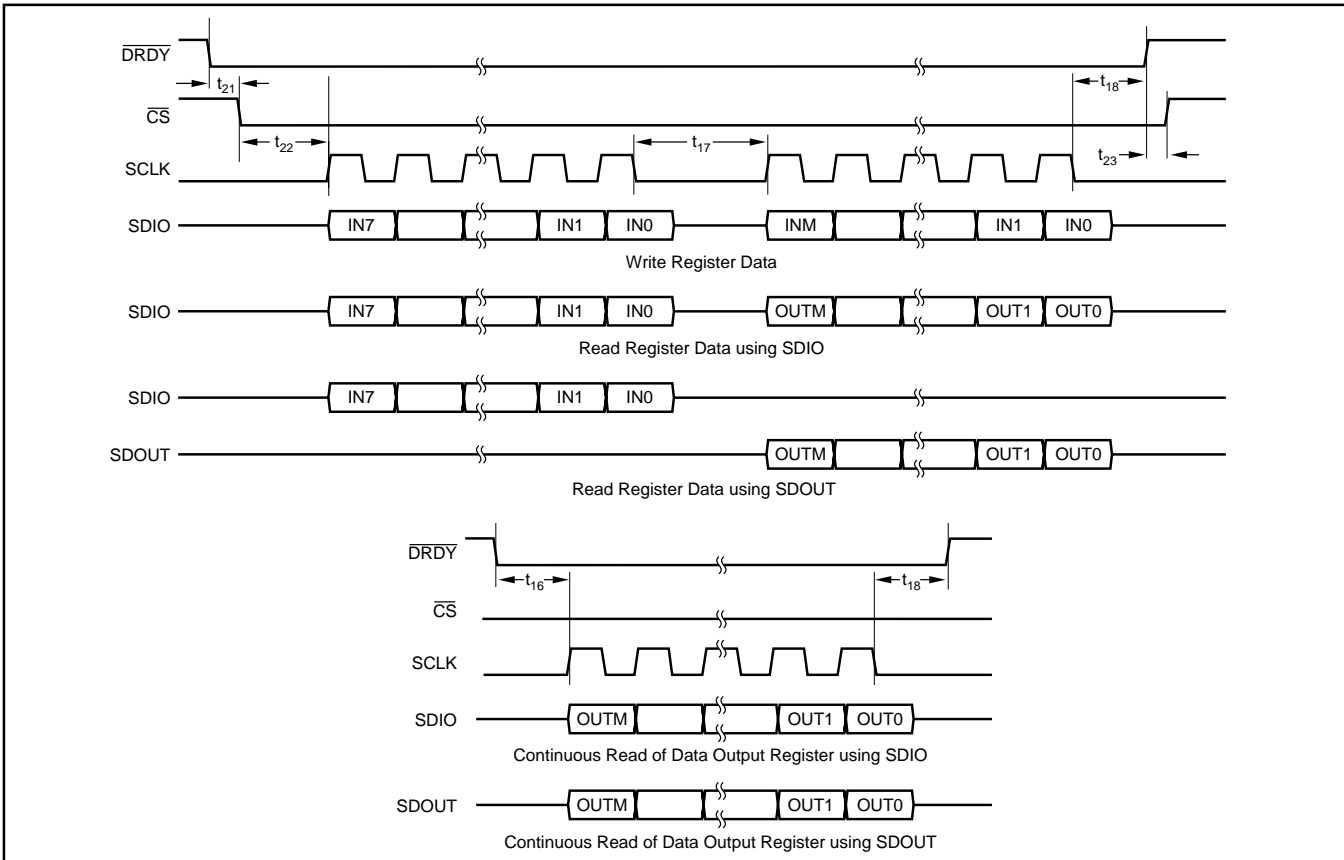 DRDY
t21
t18
CS
t22
t17
t23
SCLK
SDIO IN7 IN1 IN0 INM IN1 IN0
Write Register Data
SDIO IN7 IN1 IN0 OUTM OUT1 OUT0
Read Register Data using SDIO
SDIO IN7 IN1 IN0
SDOUT OUTM OUT1 OUT0
Read Register Data using SDOUT
DRDY
t16 t18
CS
SCLK
SDIO OUTM OUT1 OUT0
Continuous Read of Data Output Register using SDIO
SDOUT OUTM OUT1 OUT0
Continuous Read of Data Output Register using SDOUT